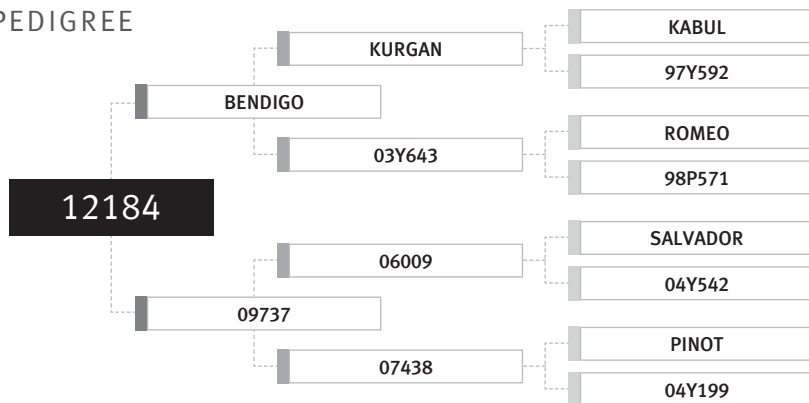 PEDIGREE
KABUL
KURGAN
97Y592
BENDIGO
ROMEO
03Y643
98P571
12184
SALVADOR
06009
04Y542
09737
PINOT
07438
04Y199